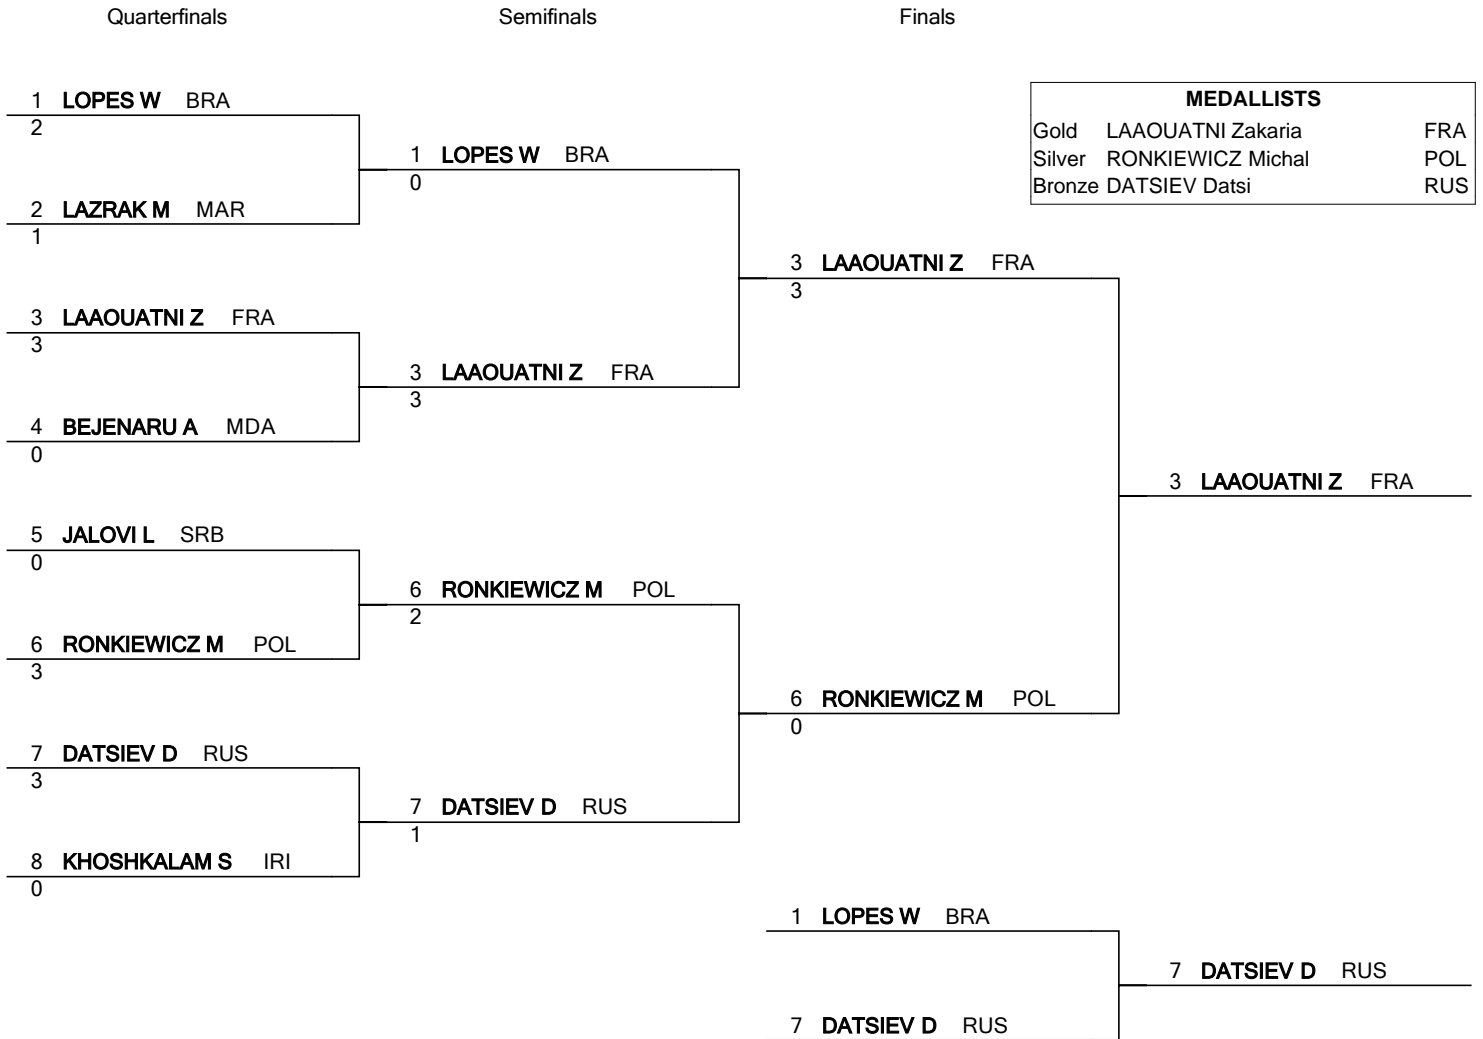 Quarterfinals Semifinals Finals
MEDALLISTS
Gold LAAOUATNI Zakaria FRA
Silver RONKIEWICZ Michal POL
Bronze DATSIEV Datsi RUS
1 LOPES W BRA
2
2 LAZRAK M MAR
1
3 LAAOUATNI Z FRA
3
4 BEJENARU A MDA
0
5 JALOVI L SRB
0
6 RONKIEWICZ M POL
3
7 DATSIEV D RUS
3
8 KHOSHKALAM S IRI
0
1 LOPES W BRA
0
3 LAAOUATNI Z FRA
3
6 RONKIEWICZ M POL
2
7 DATSIEV D RUS
1
3 LAAOUATNI Z FRA
3
6 RONKIEWICZ M POL
0
3 LAAOUATNI Z FRA
1 LOPES W BRA
7 DATSIEV D RUS
7 DATSIEV D RUS